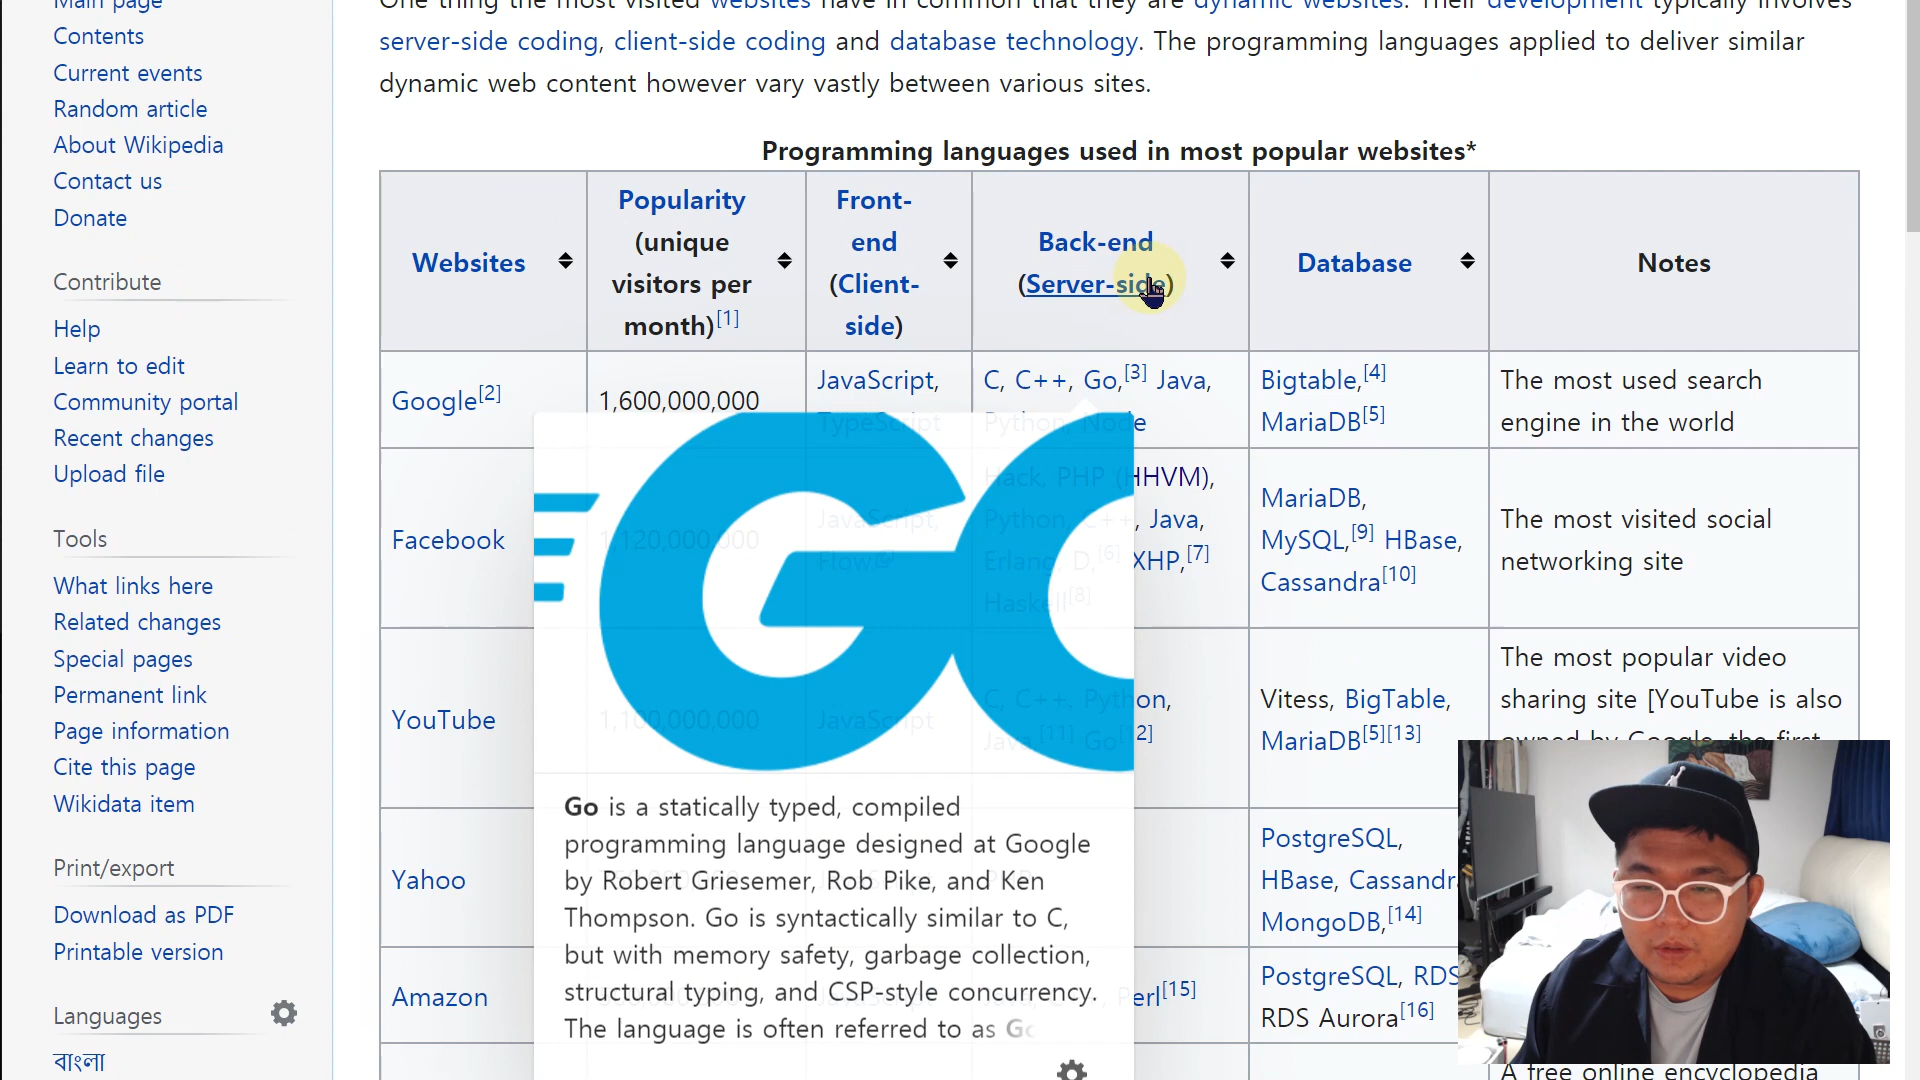 Main page
Contents
Current events
Random article
About Wikipedia
Contact us
Donate
Contribute
Help
Learn to edit
Community portal
Recent changes
Upload file
Tools
What links here
Related changes
Special pages
Permanent link
Page information
Cite this page
Wikidata item
Print/export
Download as PDF
Printable version
Languages
বাংলা
One thing the most visited websites have in common that they are dynamic websites. Their development typically involves
server-side coding, client-side coding and database technology. The programming languages applied to deliver similar
dynamic web content however vary vastly between various sites.
Programming languages used in most popular websites*
Websites
Popularity
(unique
visitors per
month)[1]
Front-
end
(Client-
side)
Back-end
(Server-side)
Database
Notes
Google[2]
1,600,000,000
JavaScript,
TypeScript
C, C++, Go,[3] Java,
Python, Node
Bigtable,[4]
MariaDB[5]
The most used search
engine in the world
Facebook
1,120,000,000
JavaScript,
Flow[6]
Hack, PHP (HHVM),
Python, C++, Java,
Erlang, D,[6] XHP,[7]
Haskell[8]
MariaDB,
MySQL,[9] HBase,
Cassandra[10]
The most visited social
networking site
YouTube
1,100,000,000
JavaScript
C, C++, Python,
Java,[11] Go[12]
Vitess, BigTable,
MariaDB[5][13]
The most popular video
sharing site [YouTube is also
owned by Google, the first
Yahoo
PostgreSQL,
HBase, Cassandr
MongoDB,[14]
Amazon
Perl[15]
PostgreSQL, RDS
RDS Aurora[16]
A free online encyclopedia
GO
Go is a statically typed, compiled
programming language designed at Google
by Robert Griesemer, Rob Pike, and Ken
Thompson. Go is syntactically similar to C,
but with memory safety, garbage collection,
structural typing, and CSP-style concurrency.
The language is often referred to as Go